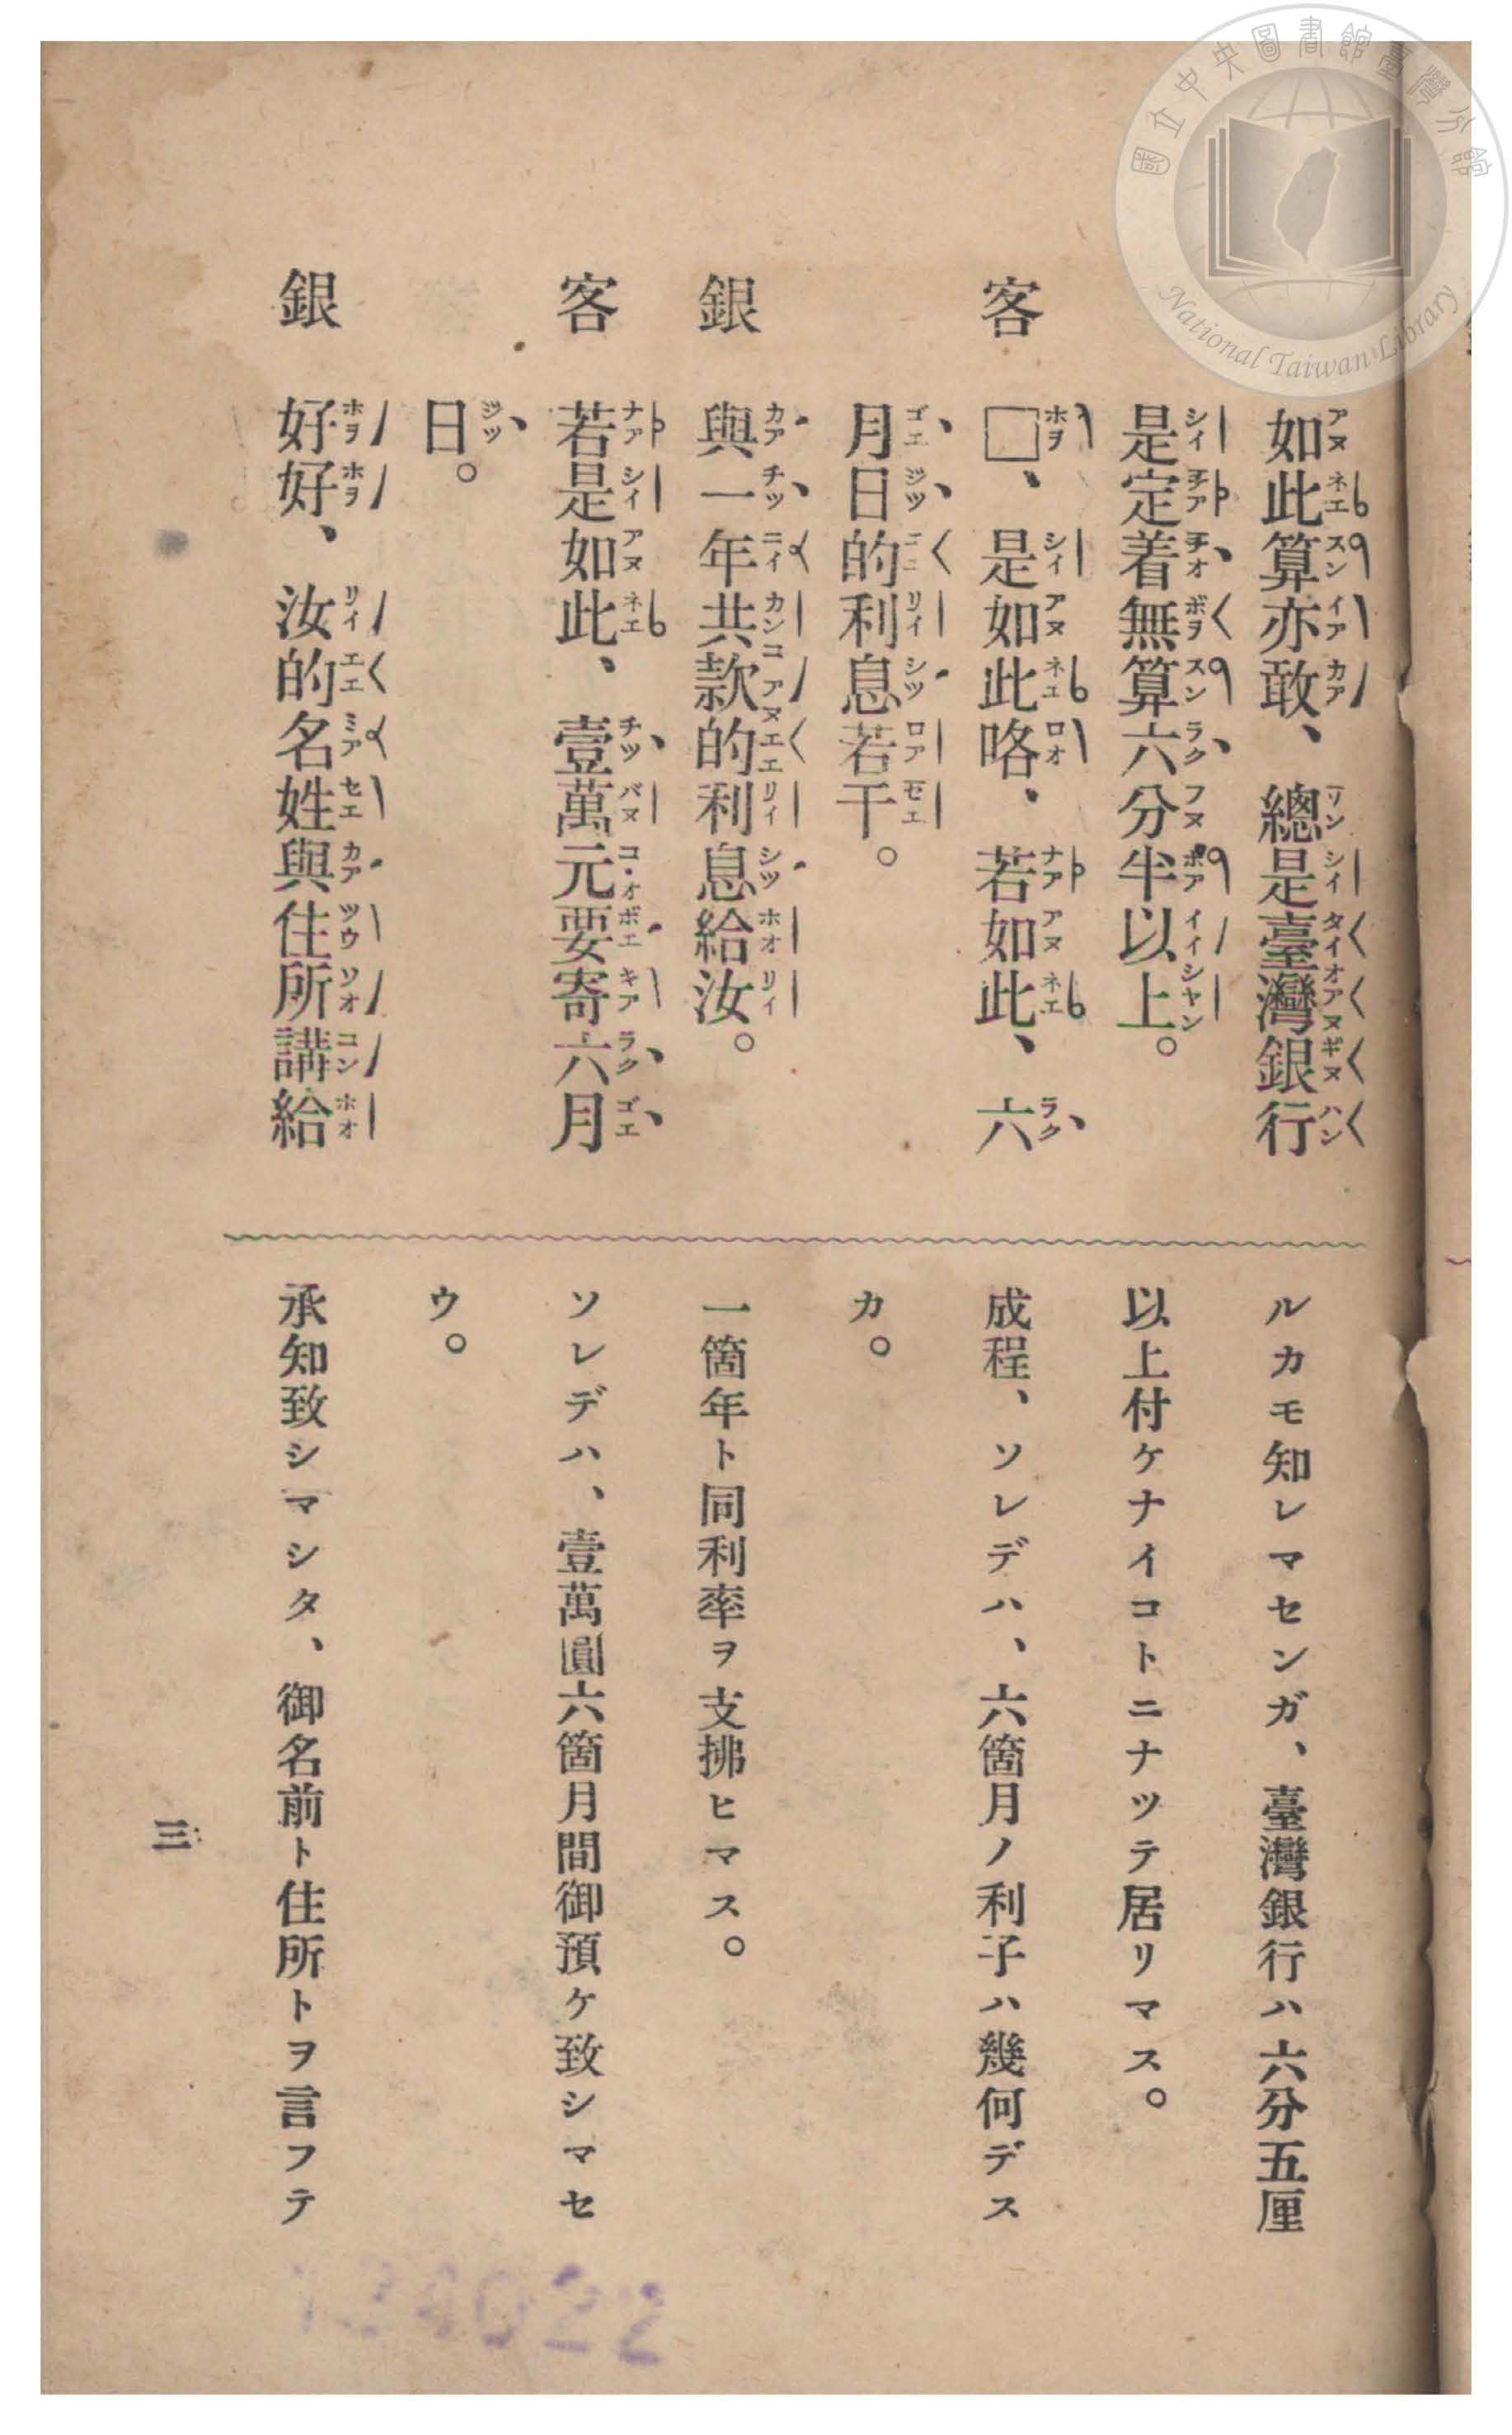 如此算亦敢、總是臺灣銀行
是定着無算六分半以上。
客 □、是如此咯、若如此、六
月日的利息若干。
銀 與一年共款的利息給汝。
客 若是如此、壹萬元要寄六月
日。
銀 好好、汝的名姓與住所講給
ルカモ知レマセンガ、臺灣銀行ハ六分五厘
以上付ケナイコトニナツテ居リマス。
成程、ソレデハ、六箇月ノ利子ハ幾何デス
カ。
一箇年ト同利率ヲ支拂ヒマス。
ソレデハ、壹萬圓六箇月間御預ケ致シマセ
ウ。
承知致シマシタ、御名前ト住所トヲ言フテ
三
國立中央圖書館臺灣分館
National Taiwan Library